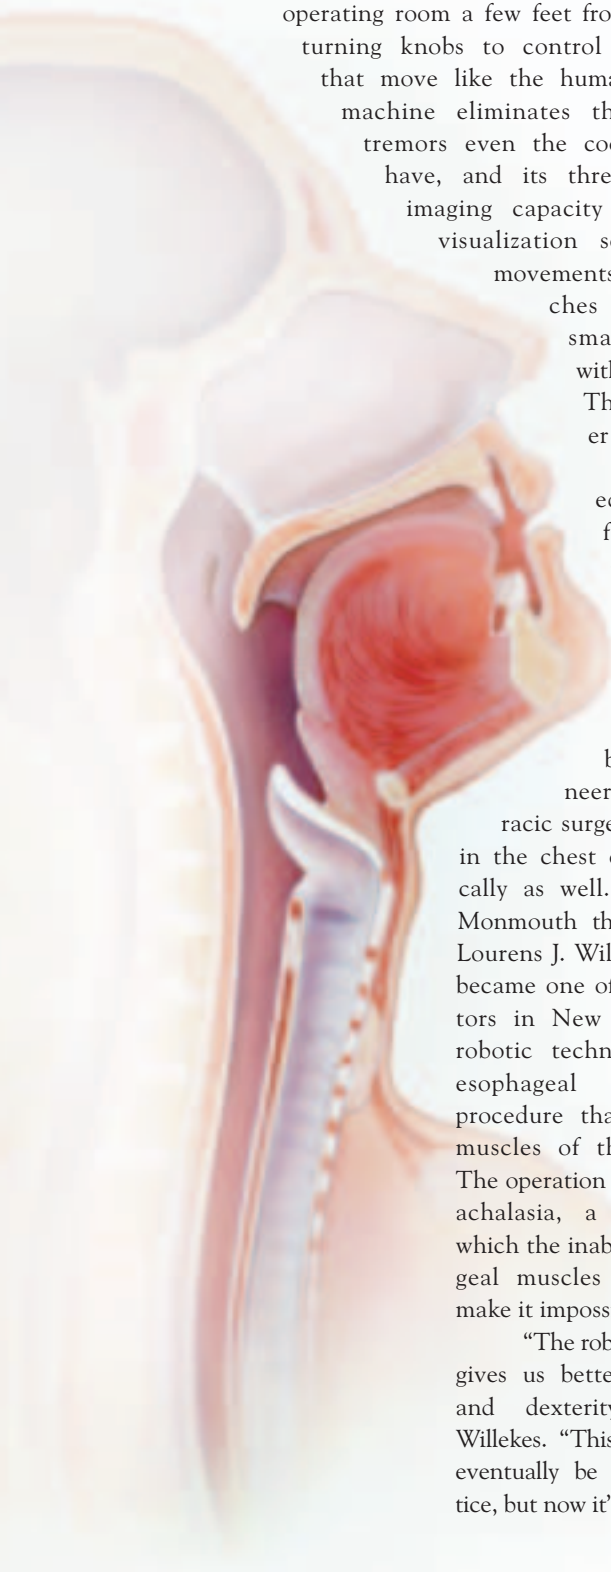 operating room a few feet fro
turning knobs to control
that move like the huma
machine eliminates th
tremors even the coo
have, and its thre
imaging capacity
visualization s
movements
ches
sma
with
Th
er
ec
f
b
neer
racic surge
in the chest
cally as well.
Monmouth th
Lourens J. Wil
became one of
tors in New
robotic techn
esophageal
procedure tha
muscles of th
The operation
achalasia, a
which the inab
geal muscles
make it imposs
“The rob
gives us bette
and dexterity
Willekes. “This
eventually be
tice, but now it’